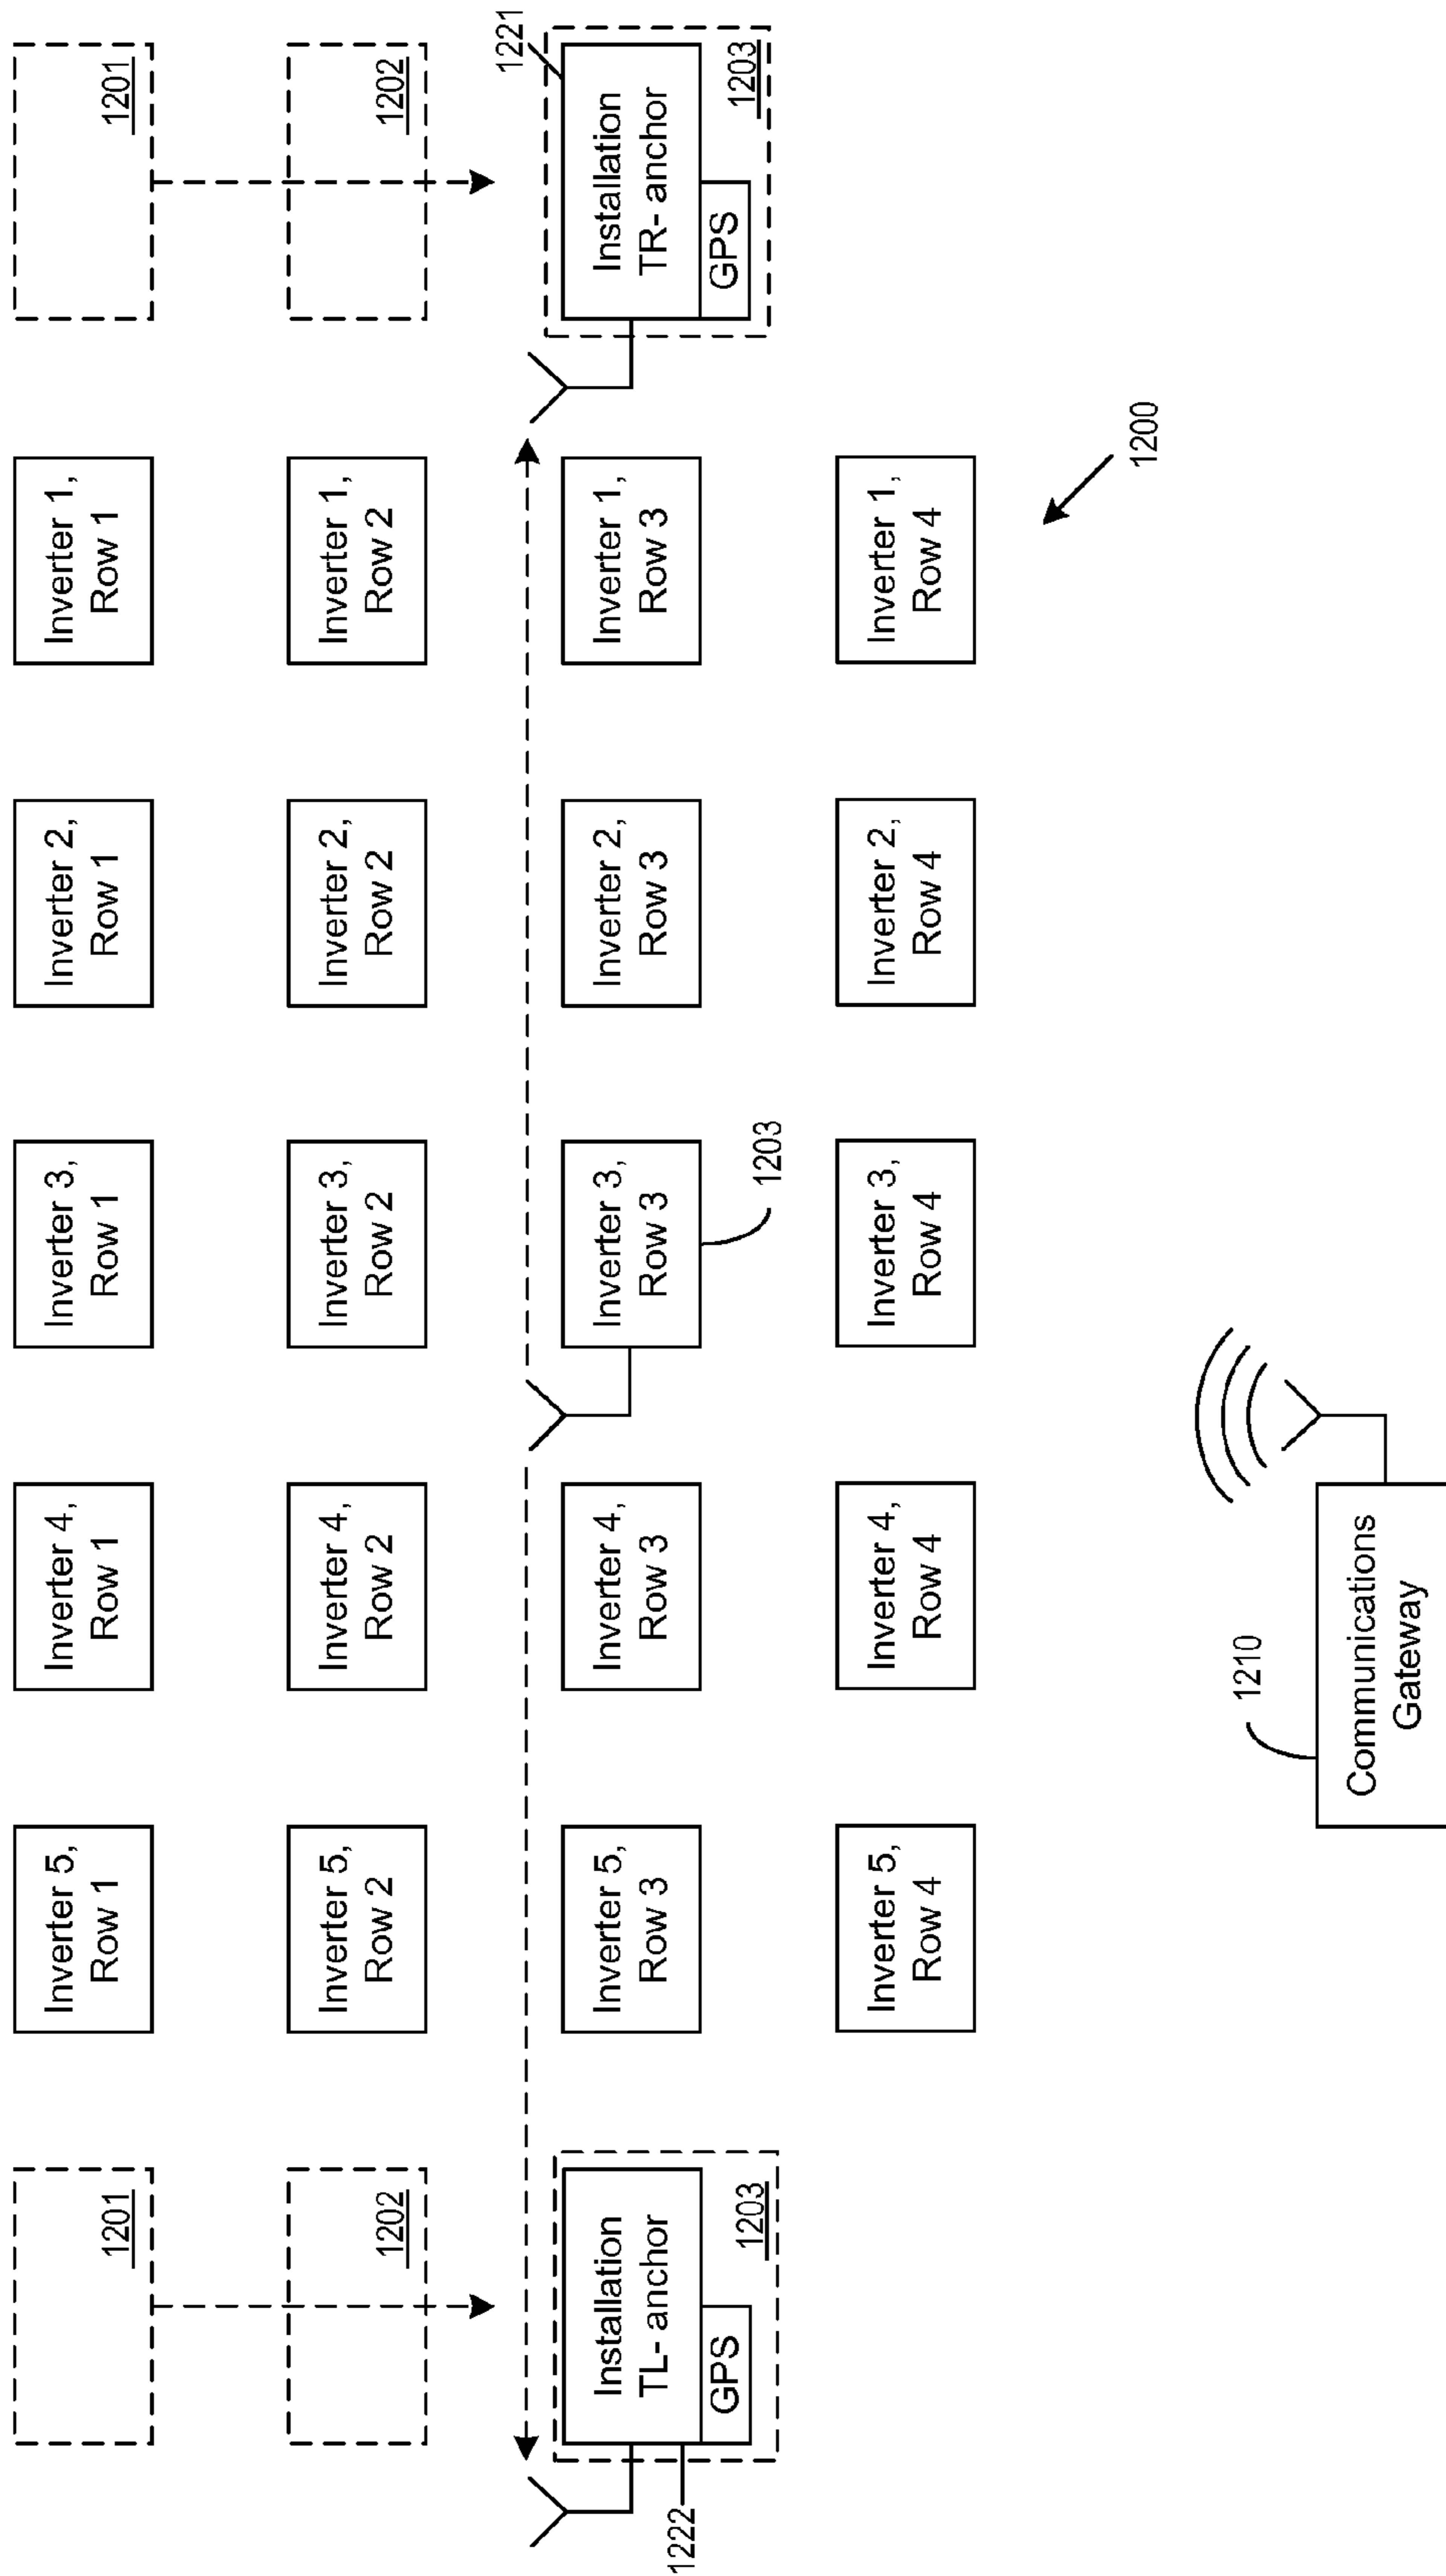 1201
Inverter 5,
Row 1
Inverter 4,
Row 1
Inverter 3,
Row 1
Inverter 2,
Row 1
Inverter 1,
Row 1
1201
1202
Inverter 5,
Row 2
Inverter 4,
Row 2
Inverter 3,
Row 2
Inverter 2,
Row 2
Inverter 1,
Row 2
1202
1221
1222
Installation
TL- anchor
GPS
1203
Inverter 5,
Row 3
Inverter 4,
Row 3
Inverter 3,
Row 3
1203
Inverter 2,
Row 3
Inverter 1,
Row 3
Installation
TR- anchor
GPS
1203
Inverter 5,
Row 4
Inverter 4,
Row 4
Inverter 3,
Row 4
Inverter 2,
Row 4
Inverter 1,
Row 4
1200
1210
Communications
Gateway